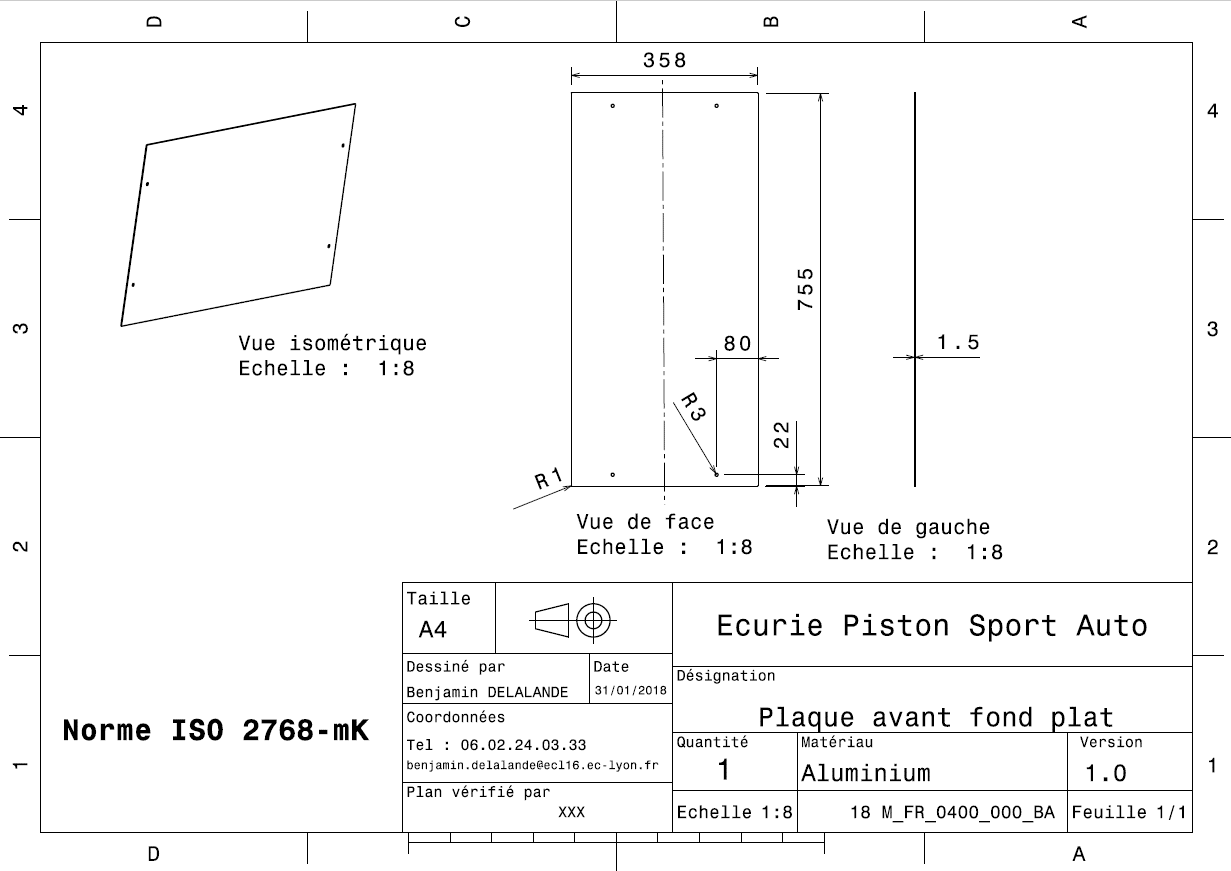 D C B A
4 4
358
755
80
1.5
R3
22
R1
3 3
Vue isométrique
Echelle : 1:8
Vue de face
Echelle : 1:8
Vue de gauche
Echelle : 1:8
2 2
Taille
A4
Ecurie Piston Sport Auto
Dessiné par
Benjamin DELALANDE
Date
31/01/2018
Désignation
Plaque avant fond plat
Coordonnées
Tel : 06.02.24.03.33
benjamin.delalande@ecl16.ec-lyon.fr
Norme ISO 2768-mK
Quantité
1
Matériau
Aluminium
Version
1.0
1 1
Plan vérifié par
XXX
Echelle 1:8
18 M_FR_0400_000_BA
Feuille 1/1
D A